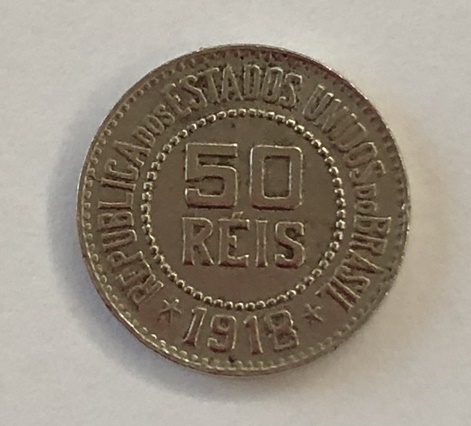 REPUBLICA DOS ESTADOS UNIDOS DO BRASIL
50
RÉIS
★ 1918 ★